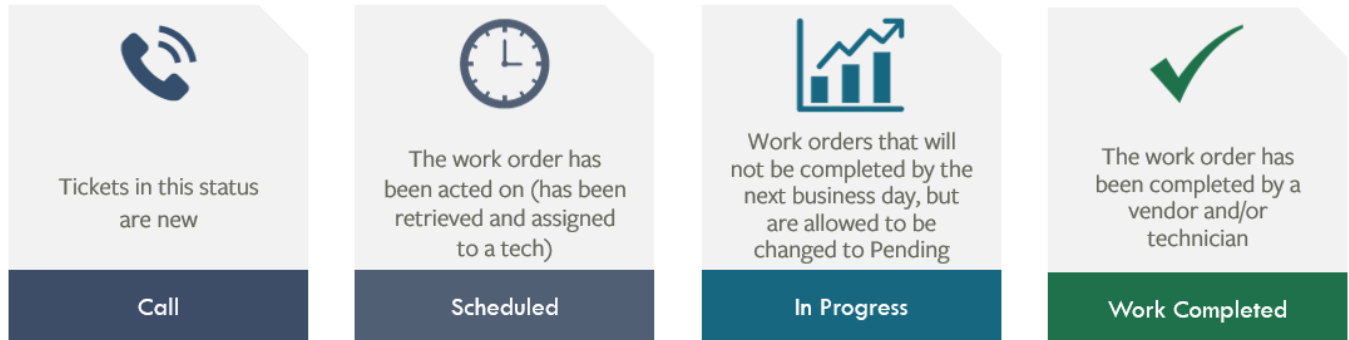 Tickets in this status
are new
Call
The work order has
been acted on (has been
retrieved and assigned
to a tech)
Scheduled
Work orders that will
not be completed by the
next business day, but
are allowed to be
changed to Pending
In Progress
The work order has
been completed by a
vendor and/or
technician
Work Completed